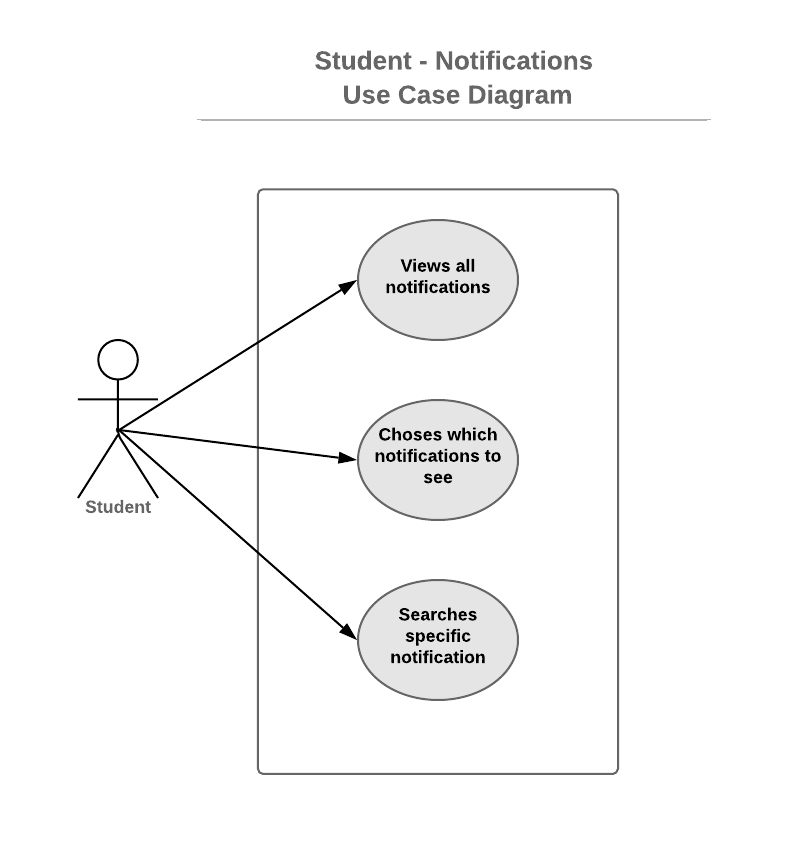 Student - Notifications
Use Case Diagram
Views all
notifications
Choses which
notifications to
see
Student
Searches
specific
notification